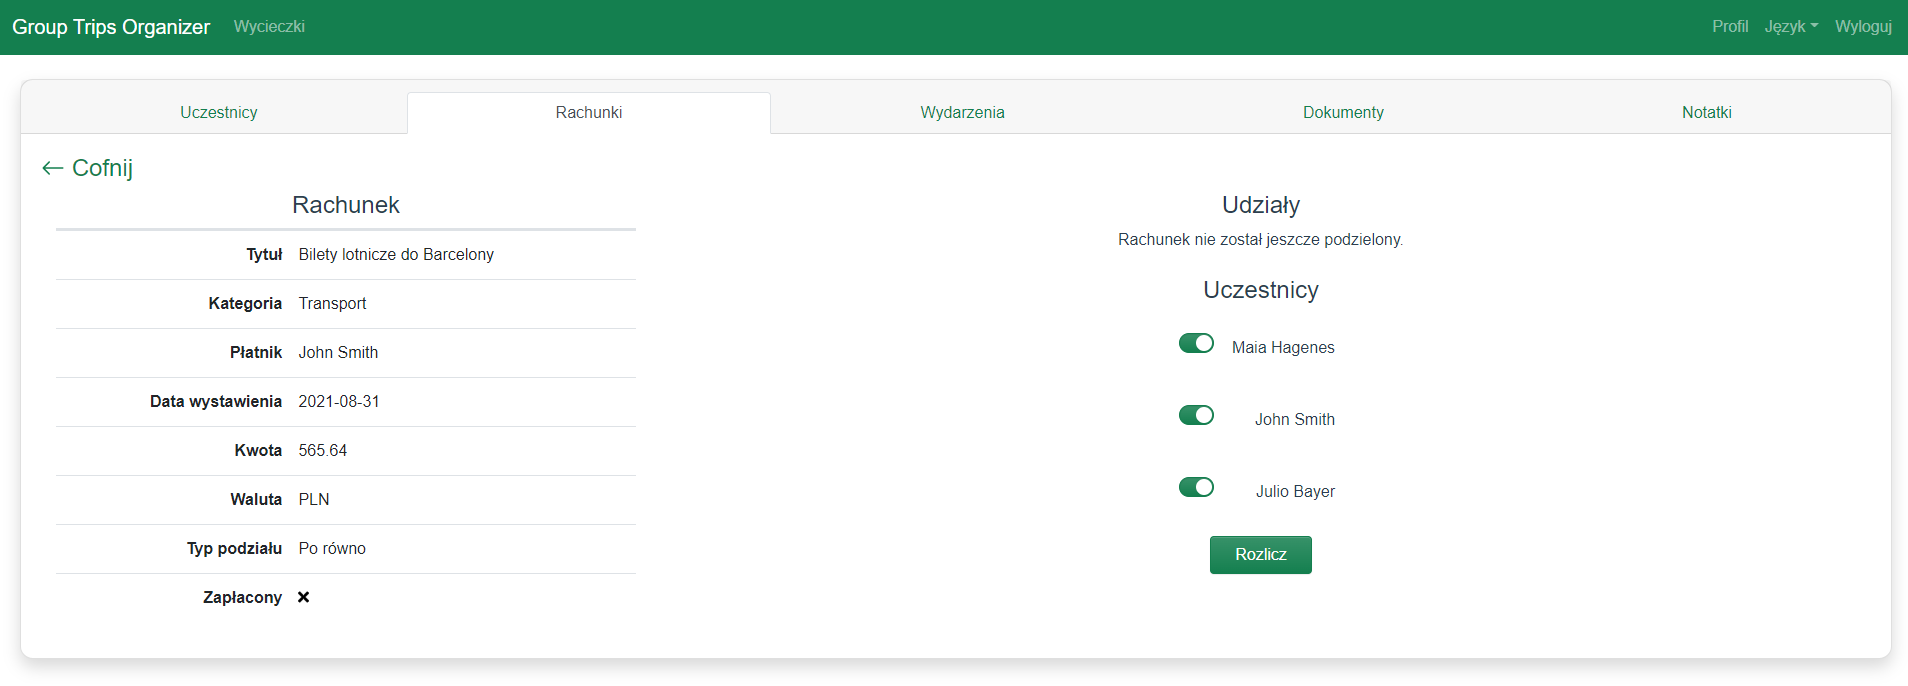 Group Trips Organizer Wycieczki Profil Język Wyloguj
Uczestnicy Rachunki Wydarzenia Dokumenty Notatki
Cofnij
Rachunek
Tytuł Bilety lotnicze do Barcelony
Kategoria Transport
Płatnik John Smith
Data wystawienia 2021-08-31
Kwota 565.64
Waluta PLN
Typ podziału Po równo
Zapłacony
Udziały
Rachunek nie został jeszcze podzielony.
Uczestnicy
Maia Hagenes
John Smith
Julio Bayer
Rozlicz